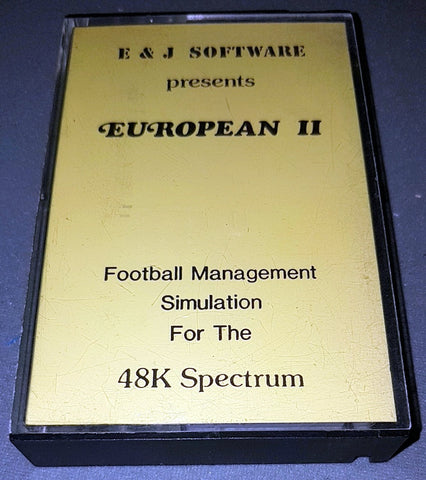 E & J SOFTWARE
presents
EUROPEAN II
Football Management
Simulation
For The
48K Spectrum